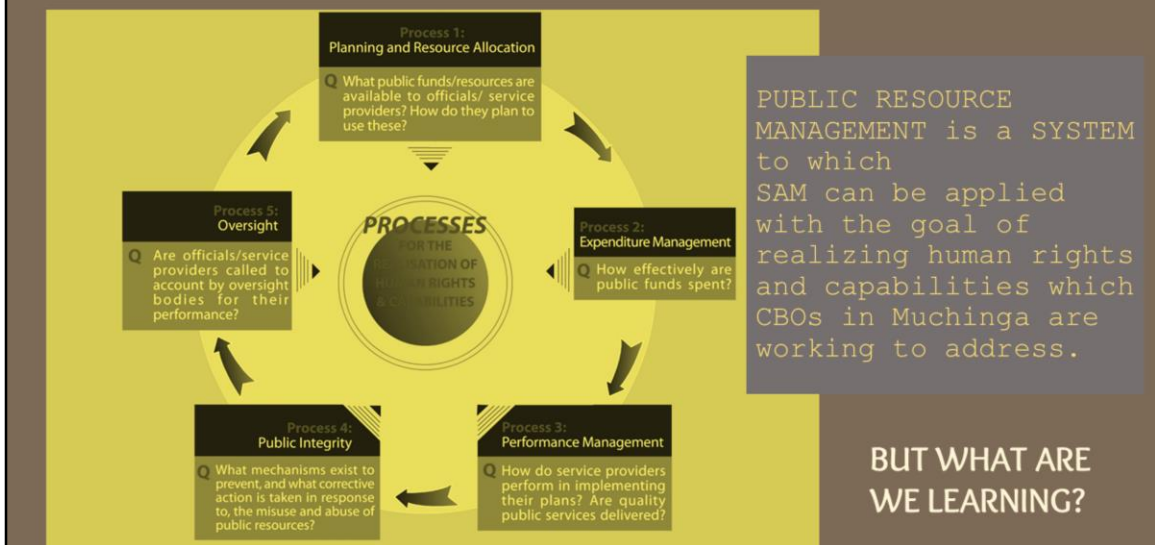 Process 1:
Planning and Resource Allocation
Q What public funds/resources are
available to officials/ service
providers? How do they plan to
use these?
Process 2:
Expenditure Management
Q How effectively are
public funds spent?
Process 3:
Performance Management
Q How do service providers
perform in implementing
their plans? Are quality
public services delivered?
Process 4:
Public Integrity
Q What mechanisms exist to
prevent, and what corrective
action is taken in response
to, the misuse and abuse of
public resources?
Process 5:
Oversight
Q Are officials/service
providers called to
account by oversight
bodies for their
performance?
PROCESSES
FOR THE
REALISATION OF
HUMAN RIGHTS
& CAPABILITIES
PUBLIC RESOURCE
MANAGEMENT is a SYSTEM
to which
SAM can be applied
with the goal of
realizing human rights
and capabilities which
CBOs in Muchinga are
working to address.
BUT WHAT ARE
WE LEARNING?